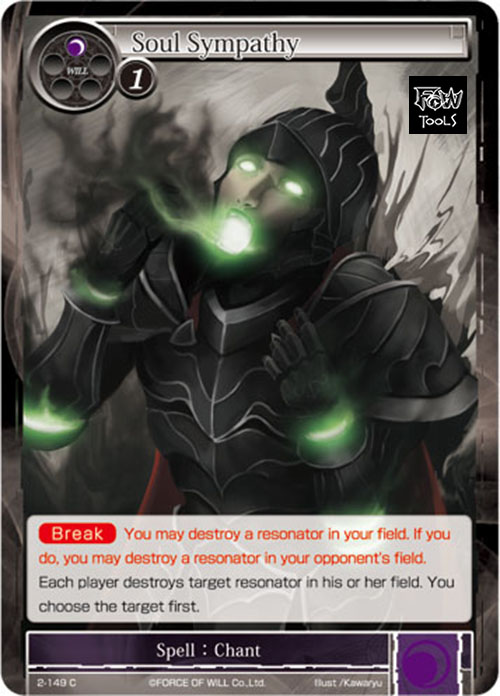 Soul Sympathy
WILL
1
FOW
TOOLS
Break You may destroy a resonator in your field. If you
do, you may destroy a resonator in your opponent's field.
Each player destroys target resonator in his or her field. You
choose the target first.
Spell : Chant
2-149 C ©FORCE OF WILL Co.,Ltd. Illust /Kawaryu